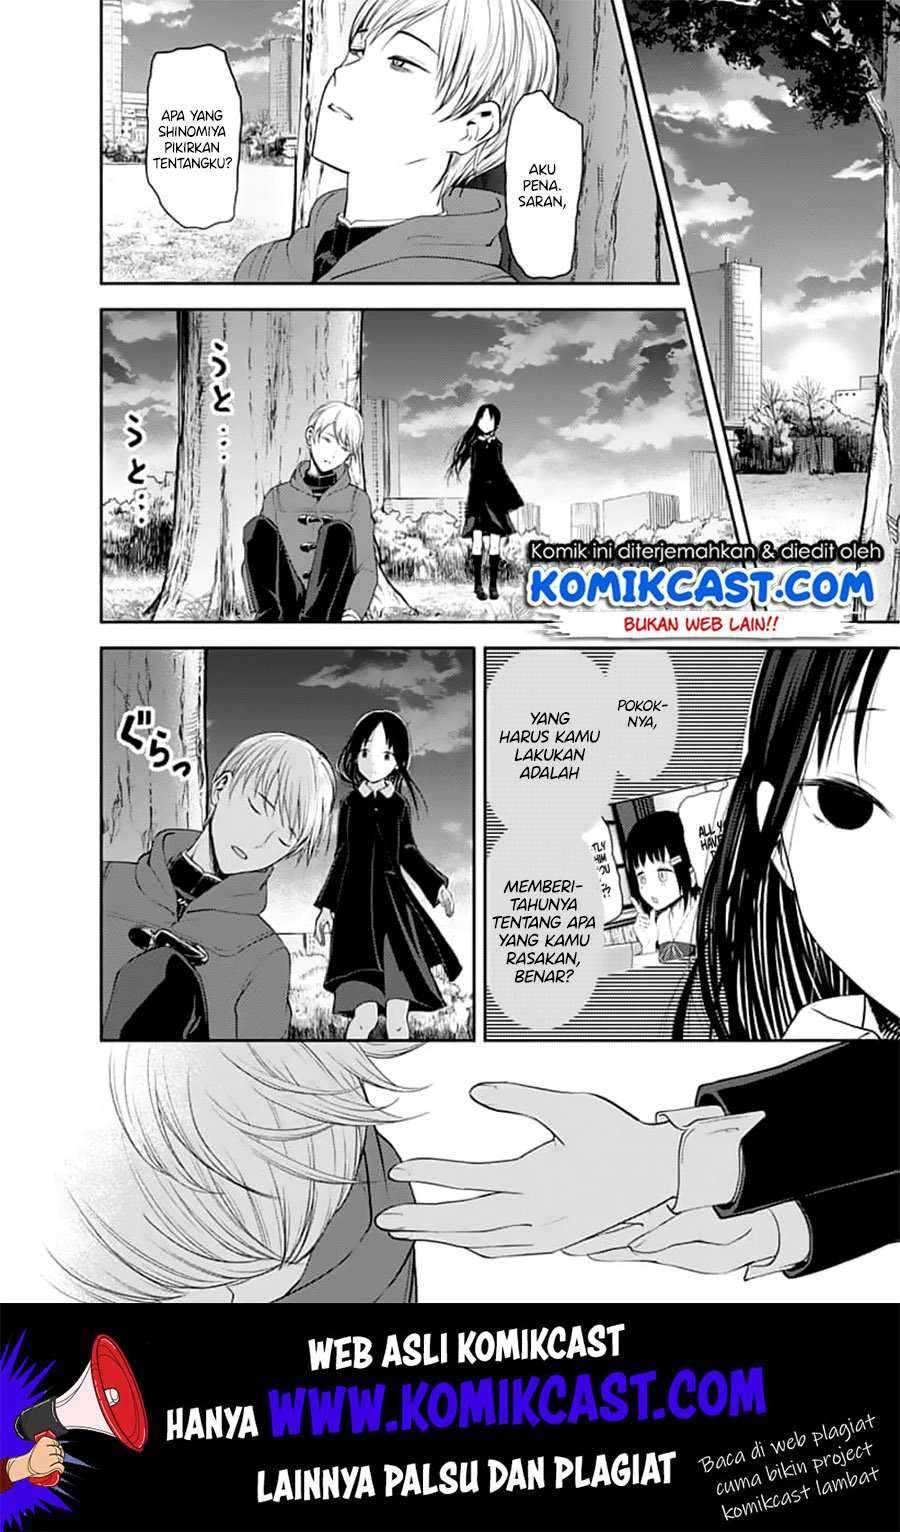 AKU
PENA.
SARAN,
APA YANG
SHINOMIYA
PIKIRKAN
TENTANGKU?
うと…
うと…
Komik ini diterjemahkan & diedit oleh
KOMIKCAST.COM
BUKAN WEB LAIN!!
POKOK-
NYA,
YANG
HARUS KAMU
LAKUKAN
ADALAH
MEMBERI-
TAHUNYA
TENTANG APA
YANG KAMU
RASAKAN,
BENAR?
ALL Y
HAVE
HIM
??
ぐらっ
WEB ASLI KOMIKCAST
HANYA WWW.KOMIKCAST.COM
LAINNYA PALSU DAN PLAGIAT
Baca di web plagiat
cuma bikin project
komikcast lambat